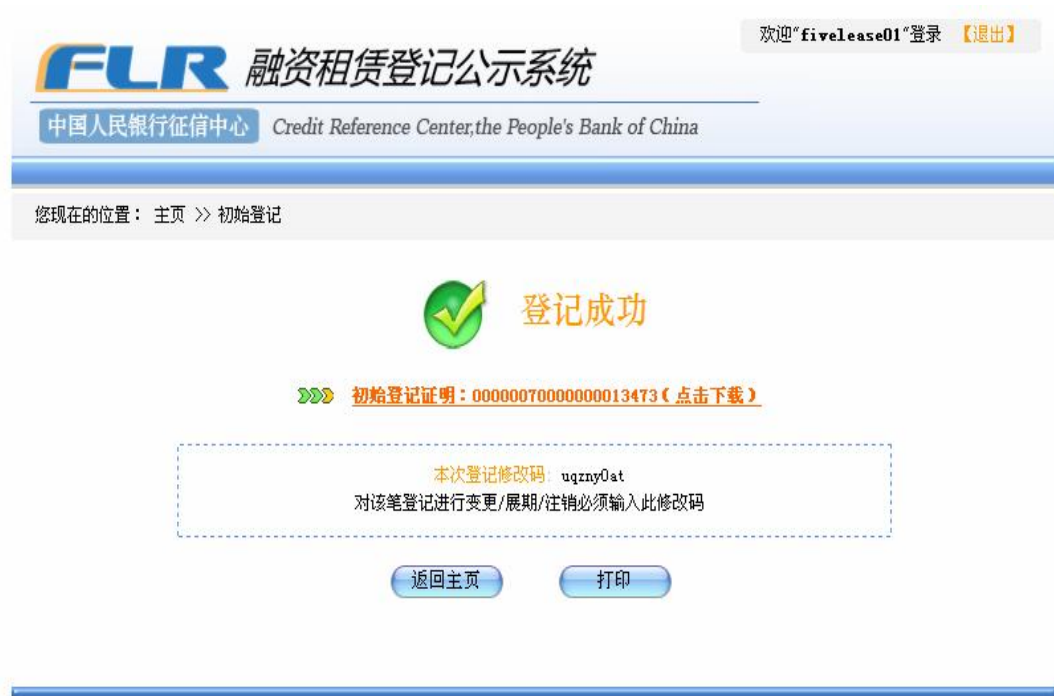 欢迎"fivelease01"登录 【退出】
FLR 融资租赁登记公示系统
中国人民银行征信中心 Credit Reference Center,the People's Bank of China
您现在的位置： 主页 >> 初始登记
登记成功
初始登记证明：00000070000000013473（点击下载）
本次登记修改码: uqzny0at
对该笔登记进行变更/展期/注销必须输入此修改码
返回主页 打印